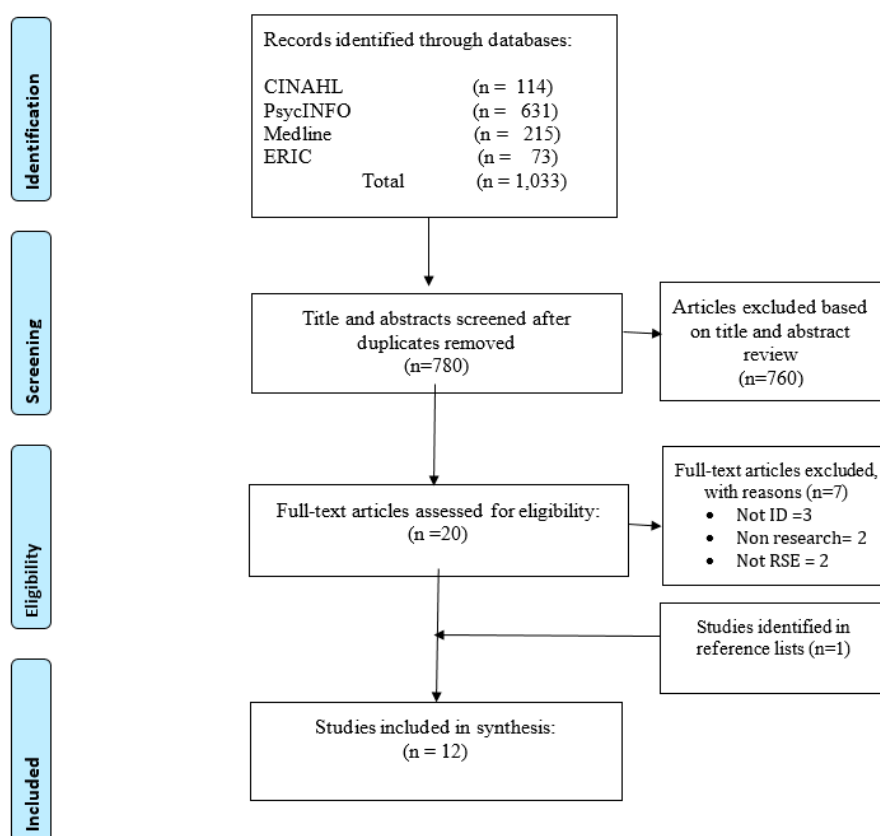 Identification
Records identified through databases:
CINAHL (n = 114)
PsycINFO (n = 631)
Medline (n = 215)
ERIC (n = 73)
Total (n = 1,033)
Screening
Title and abstracts screened after
duplicates removed
(n=780)
Articles excluded based
on title and abstract
review
(n=760)
Eligibility
Full-text articles assessed for eligibility:
(n =20)
Full-text articles excluded,
with reasons (n=7)
• Not ID =3
• Non research= 2
• Not RSE = 2
Studies identified in
reference lists (n=1)
Included
Studies included in synthesis:
(n = 12)